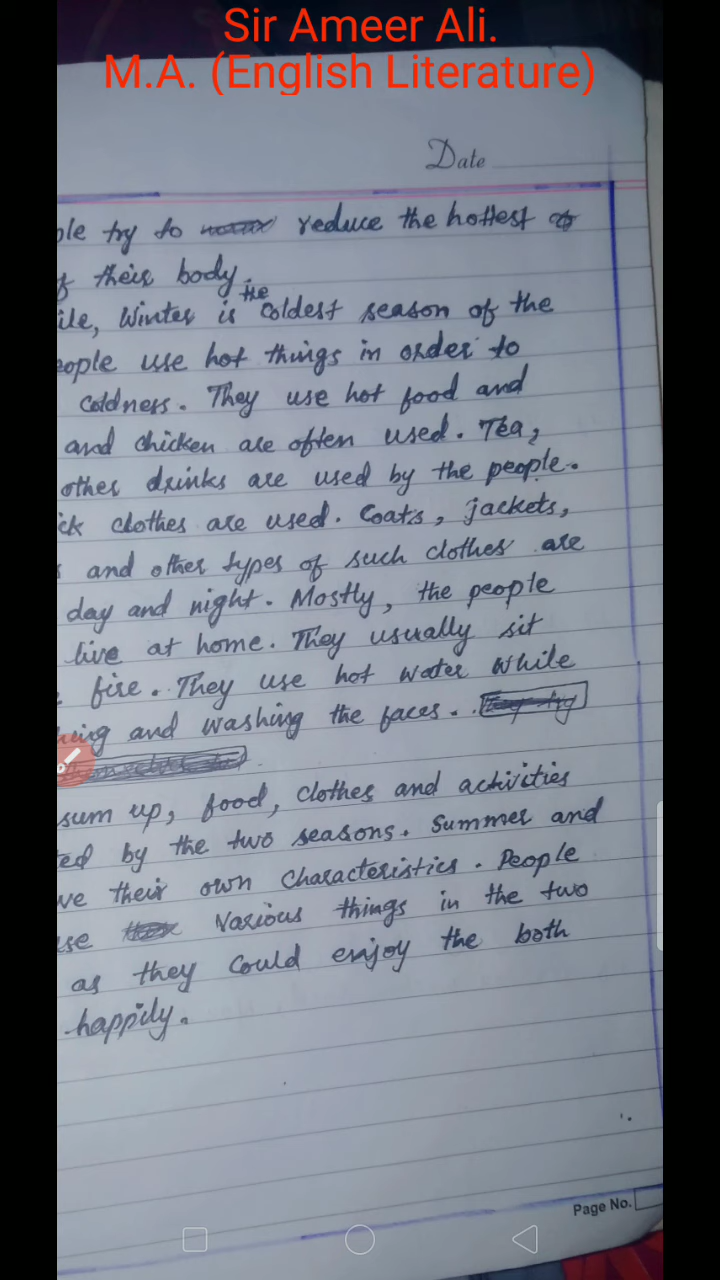 Sir Ameer Ali.
M.A. (English Literature)
Date
ple try to reduce the hottest
f their body.
ile, Winter is the coldest season of the
eople use hot things in order to
coldness. They use hot food and
and chicken are often used. Tea,
other drinks are used by the people.
ick clothes are used. Coats, jackets,
s and other types of such clothes are
day and night. Mostly, the people
live at home. They usually sit
e fire. They use hot water while
ing and washing the faces.
sum up, food, clothes and activities
ted by the two seasons. Summer and
ve their own characteristics. People
use various things in the two
as they could enjoy the both
happily.
Page No.